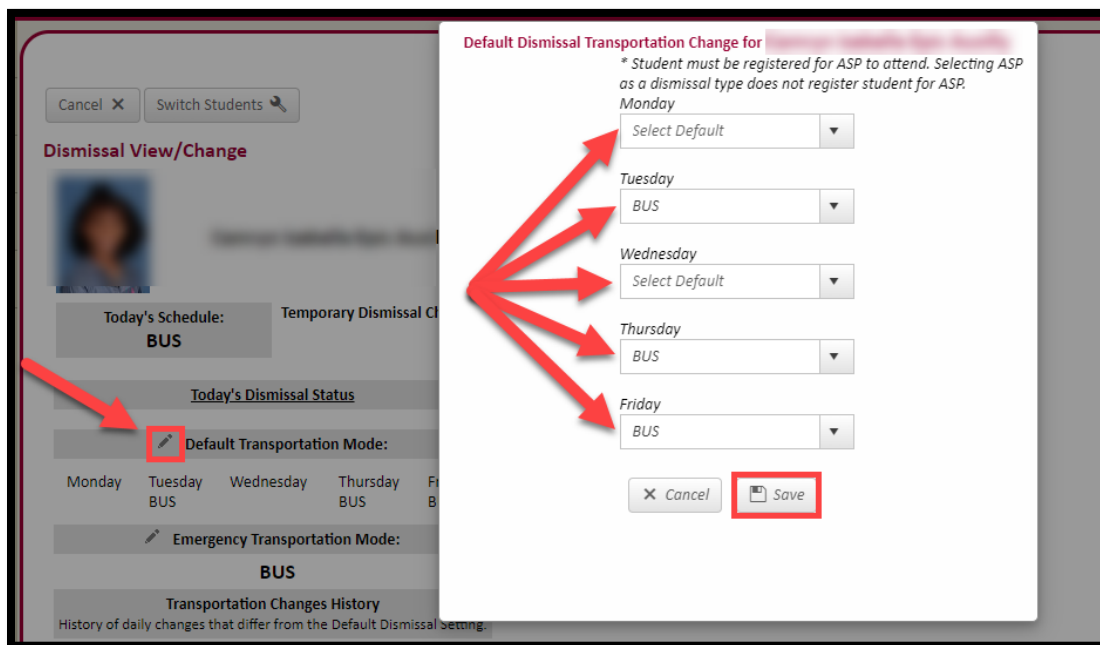 Cancel
Switch Students
Dismissal View/Change
Today's Schedule:
BUS
Temporary Dismissal Ch
Today's Dismissal Status
Default Transportation Mode:
Monday Tuesday Wednesday Thursday Fr
BUS BUS B
Emergency Transportation Mode:
BUS
Transportation Changes History
History of daily changes that differ from the Default Dismissal Setting.
Default Dismissal Transportation Change for
* Student must be registered for ASP to attend. Selecting ASP
as a dismissal type does not register student for ASP.
Monday
Select Default
Tuesday
BUS
Wednesday
Select Default
Thursday
BUS
Friday
BUS
Cancel
Save